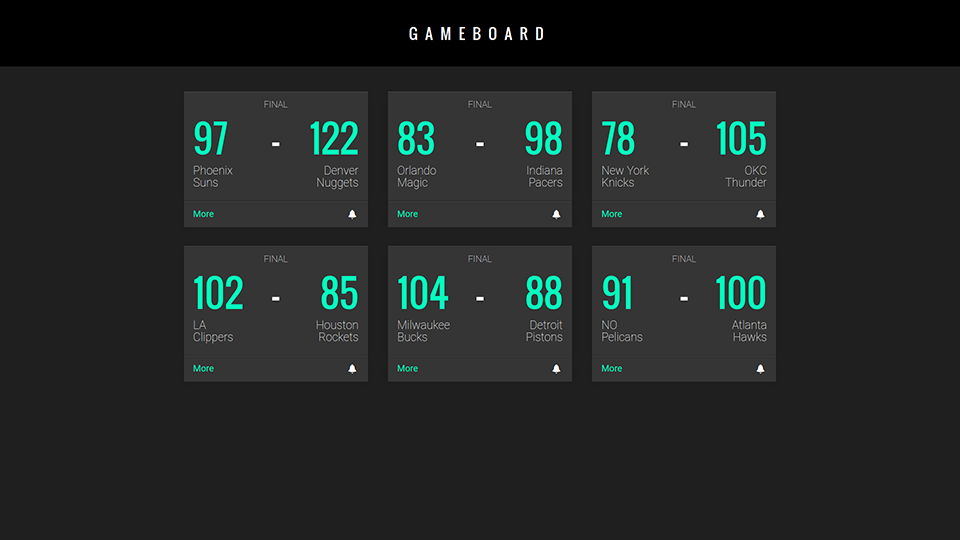 GAMEBOARD
FINAL
97 - 122
Phoenix Suns
Denver Nuggets
More
FINAL
83 - 98
Orlando Magic
Indiana Pacers
More
FINAL
78 - 105
New York Knicks
OKC Thunder
More
FINAL
102 - 85
LA Clippers
Houston Rockets
More
FINAL
104 - 88
Milwaukee Bucks
Detroit Pistons
More
FINAL
91 - 100
NO Pelicans
Atlanta Hawks
More